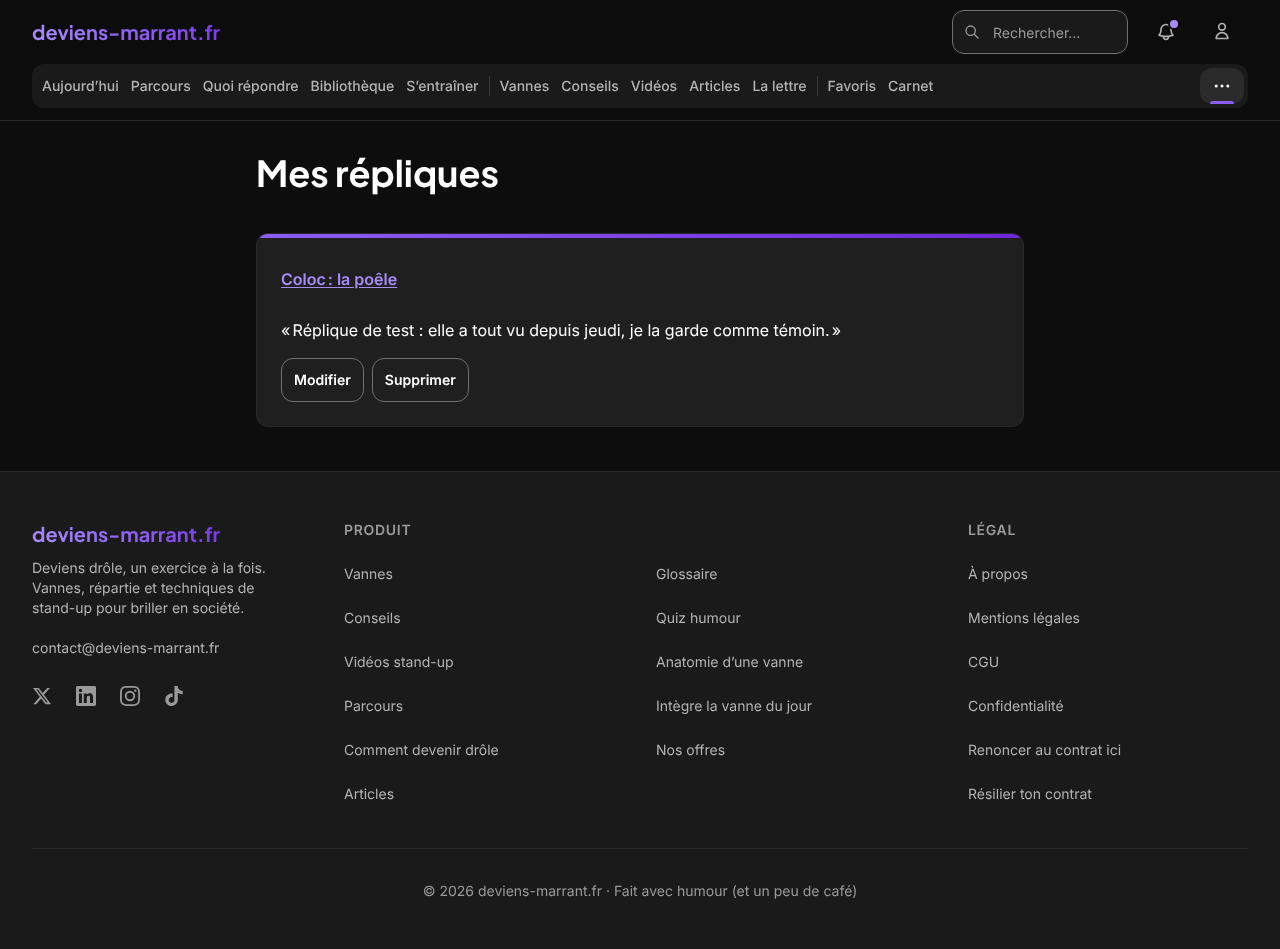 deviens-marrant.fr
Rechercher...
Aujourd’hui Parcours Quoi répondre Bibliothèque S’entraîner Vannes Conseils Vidéos Articles La lettre Favoris Carnet
Mes répliques
Coloc : la poêle
« Réplique de test : elle a tout vu depuis jeudi, je la garde comme témoin. »
Modifier Supprimer
deviens-marrant.fr
Deviens drôle, un exercice à la fois.
Vannes, répartie et techniques de
stand-up pour briller en société.
contact@deviens-marrant.fr
PRODUIT
Vannes
Conseils
Vidéos stand-up
Parcours
Comment devenir drôle
Articles
Glossaire
Quiz humour
Anatomie d’une vanne
Intègre la vanne du jour
Nos offres
LÉGAL
À propos
Mentions légales
CGU
Confidentialité
Renoncer au contrat ici
Résilier ton contrat
© 2026 deviens-marrant.fr · Fait avec humour (et un peu de café)